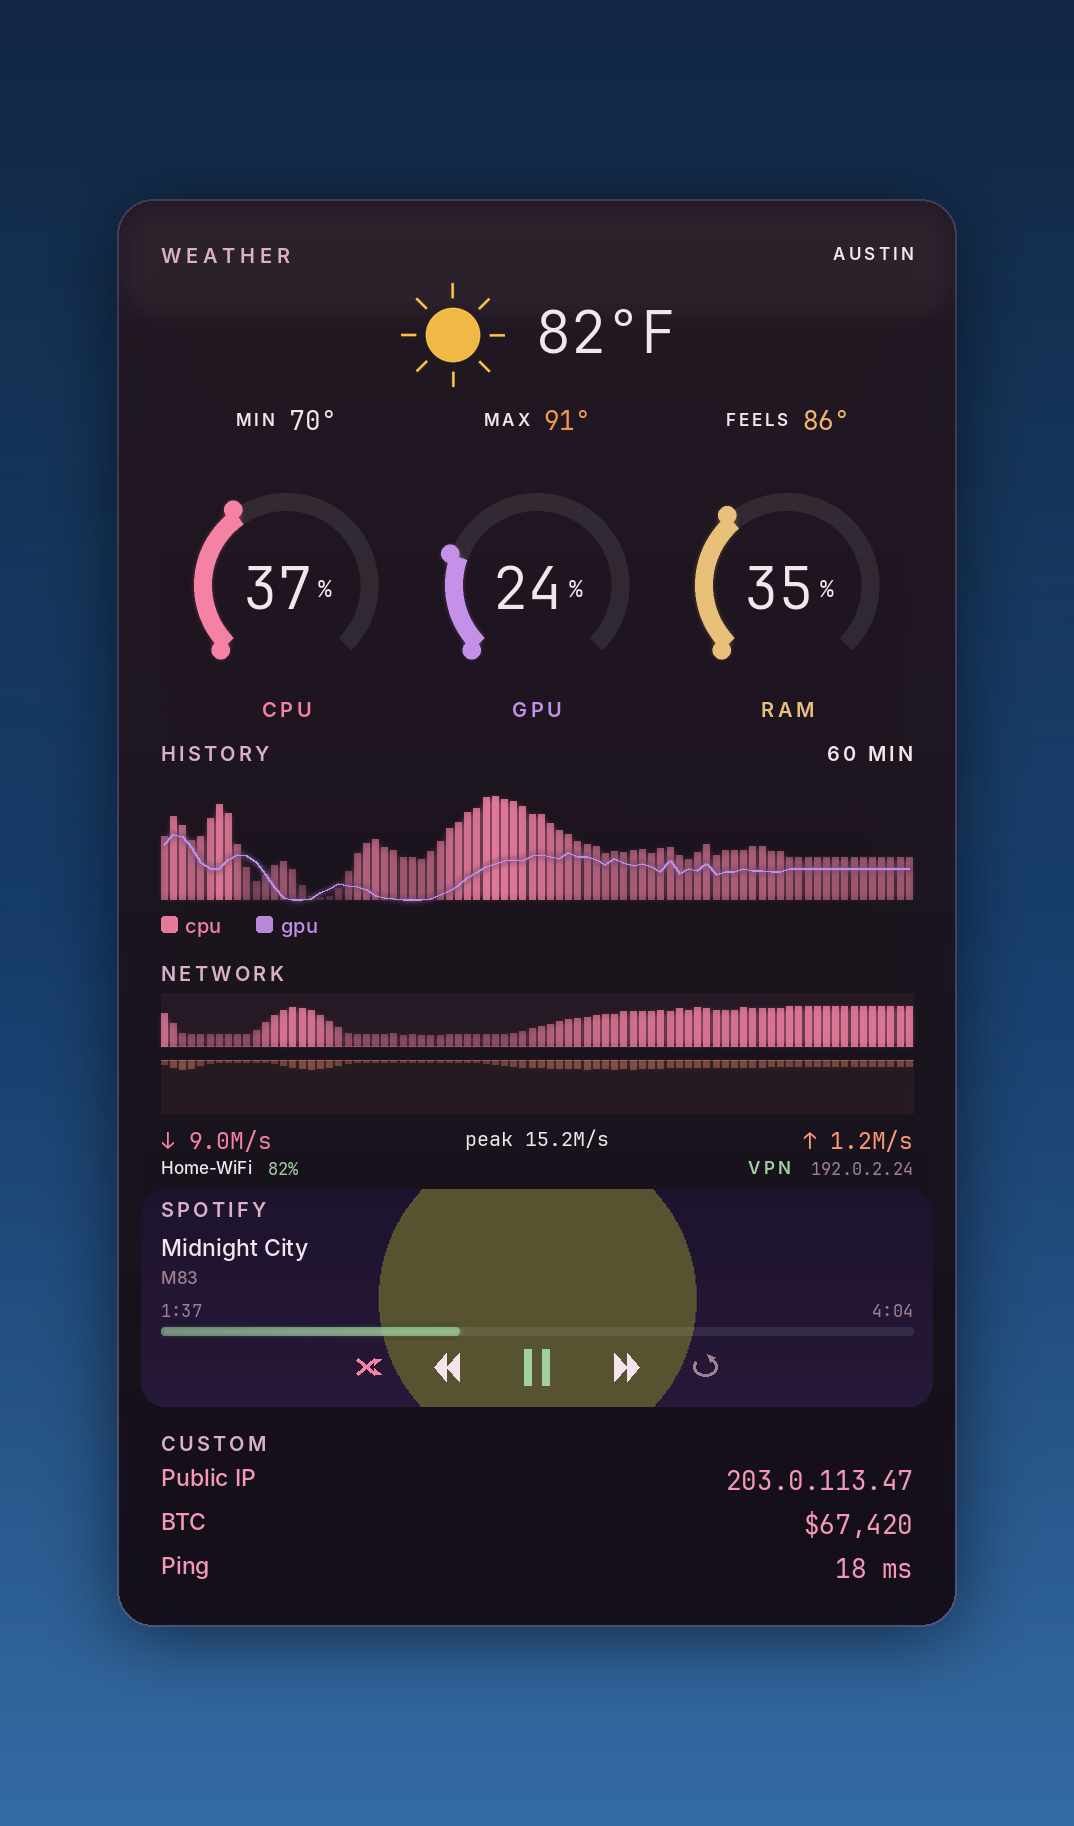 WEATHER AUSTIN
82°F
MIN 70° MAX 91° FEELS 86°
37% 24% 35%
CPU GPU RAM
HISTORY 60 MIN
cpu gpu
NETWORK
↓ 9.0M/s peak 15.2M/s ↑ 1.2M/s
Home-WiFi 82% VPN 192.0.2.24
SPOTIFY
Midnight City
M83
1:37 4:04
CUSTOM
Public IP 203.0.113.47
BTC $67,420
Ping 18 ms